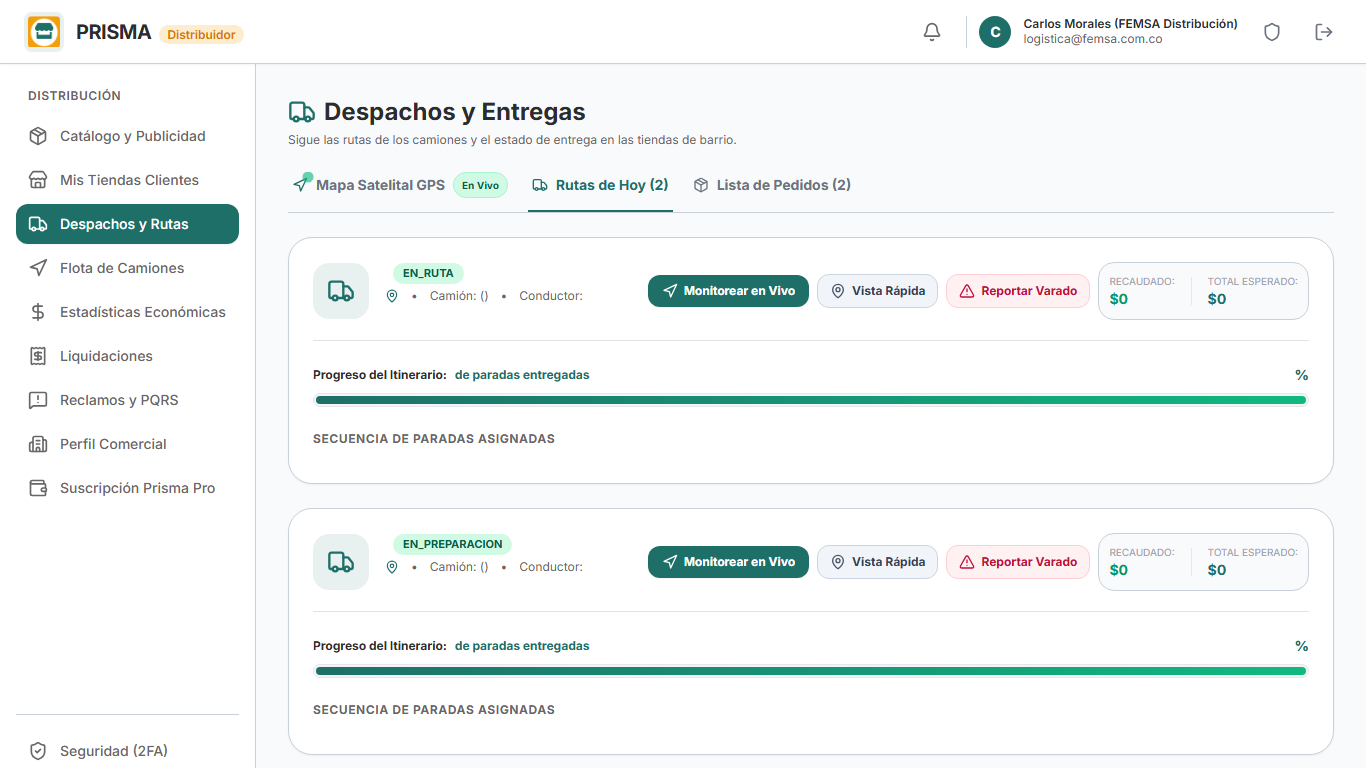 PRISMA Distribuidor
Carlos Morales (FEMSA Distribución)
C
logistica@femsa.com.co
DISTRIBUCIÓN
Catálogo y Publicidad
Mis Tiendas Clientes
Despachos y Rutas
Flota de Camiones
Estadísticas Económicas
Liquidaciones
Reclamos y PQRS
Perfil Comercial
Suscripción Prisma Pro
Seguridad (2FA)
Despachos y Entregas
Sigue las rutas de los camiones y el estado de entrega en las tiendas de barrio.
Mapa Satelital GPS En Vivo Rutas de Hoy (2) Lista de Pedidos (2)
EN_RUTA
• Camión: () • Conductor:
Monitorear en Vivo Vista Rápida Reportar Varado
RECAUDADO: TOTAL ESPERADO:
$0 $0
Progreso del Itinerario: de paradas entregadas %
SECUENCIA DE PARADAS ASIGNADAS
EN_PREPARACION
• Camión: () • Conductor:
Monitorear en Vivo Vista Rápida Reportar Varado
RECAUDADO: TOTAL ESPERADO:
$0 $0
Progreso del Itinerario: de paradas entregadas %
SECUENCIA DE PARADAS ASIGNADAS